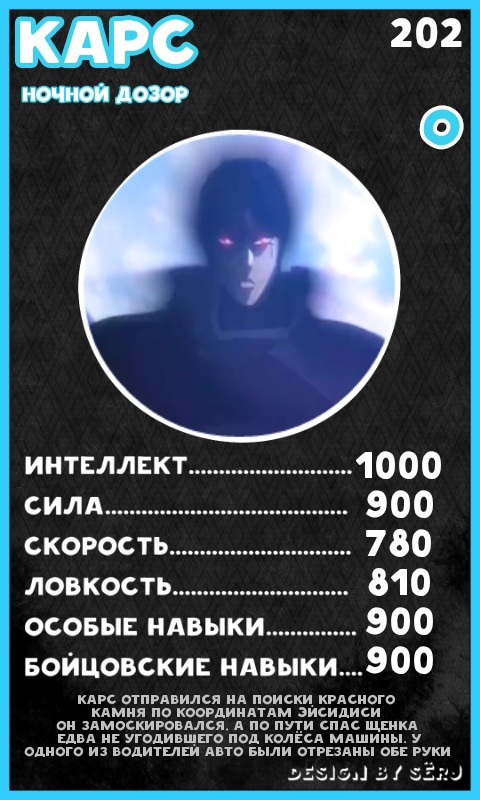 КАРС
202
НОЧНОЙ ДОЗОР
ИНТЕЛЛЕКТ..............................1000
СИЛА............................................ 900
СКОРОСТЬ................................. 780
ЛОВКОСТЬ................................ 810
ОСОБЫЕ НАВЫКИ................ 900
БОЙЦОВСКИЕ НАВЫКИ....900
КАРС ОТПРАВИЛСЯ НА ПОИСКИ КРАСНОГО
КАМНЯ ПО КООРДИНАТАМ ЭЙСИДИСИ
ОН ЗАМОСКИРОВАЛСЯ, А ПО ПУТИ СПАС ЩЕНКА
ЕДВА НЕ УГОДИВШЕГО ПОД КОЛЁСА МАШИНЫ. У
ОДНОГО ИЗ ВОДИТЕЛЕЙ АВТО БЫЛИ ОТРЕЗАНЫ ОБЕ РУКИ
DESIGN BY SЁRJ